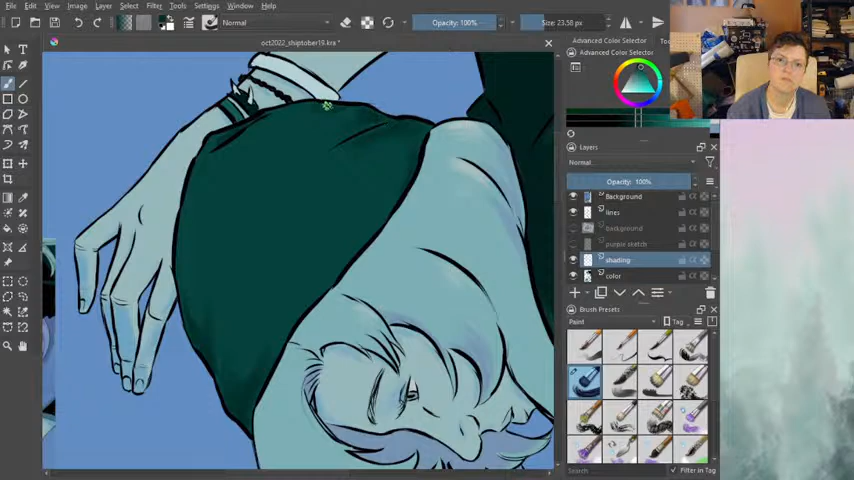 File Edit View Image Layer Select Filter Tools Settings Window Help
Normal
Opacity: 100%
Size: 23.58 px
oct2022_shiptober19.kra *
Advanced Color Selector
To
Advanced Color Selector
Layers
Normal
Opacity: 100%
Background
lines
background
purple sketch
shading
color
Brush Presets
Paint
Tag
Search
Filter in Tag